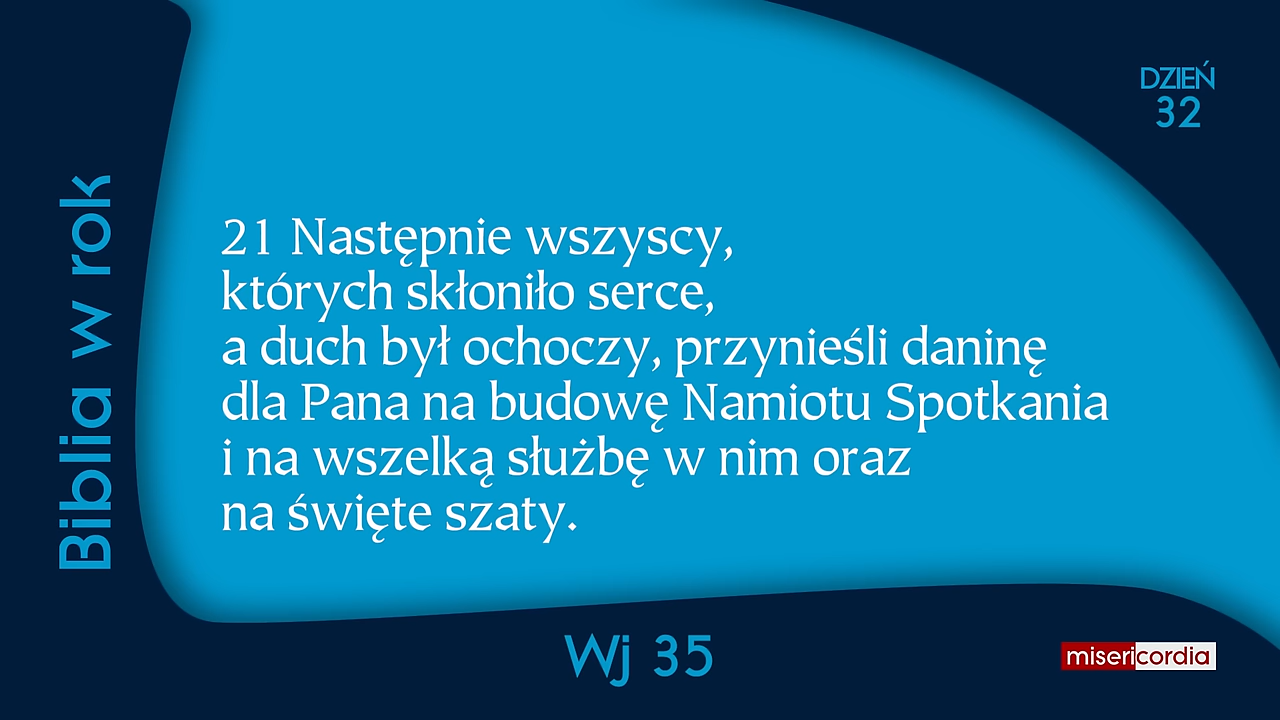 DZIEŃ
32
Biblia w rok
21 Następnie wszyscy,
których skłoniło serce,
a duch był ochoczy, przynieśli daninę
dla Pana na budowę Namiotu Spotkania
i na wszelką służbę w nim oraz
na święte szaty.
Wj 35
misericordia